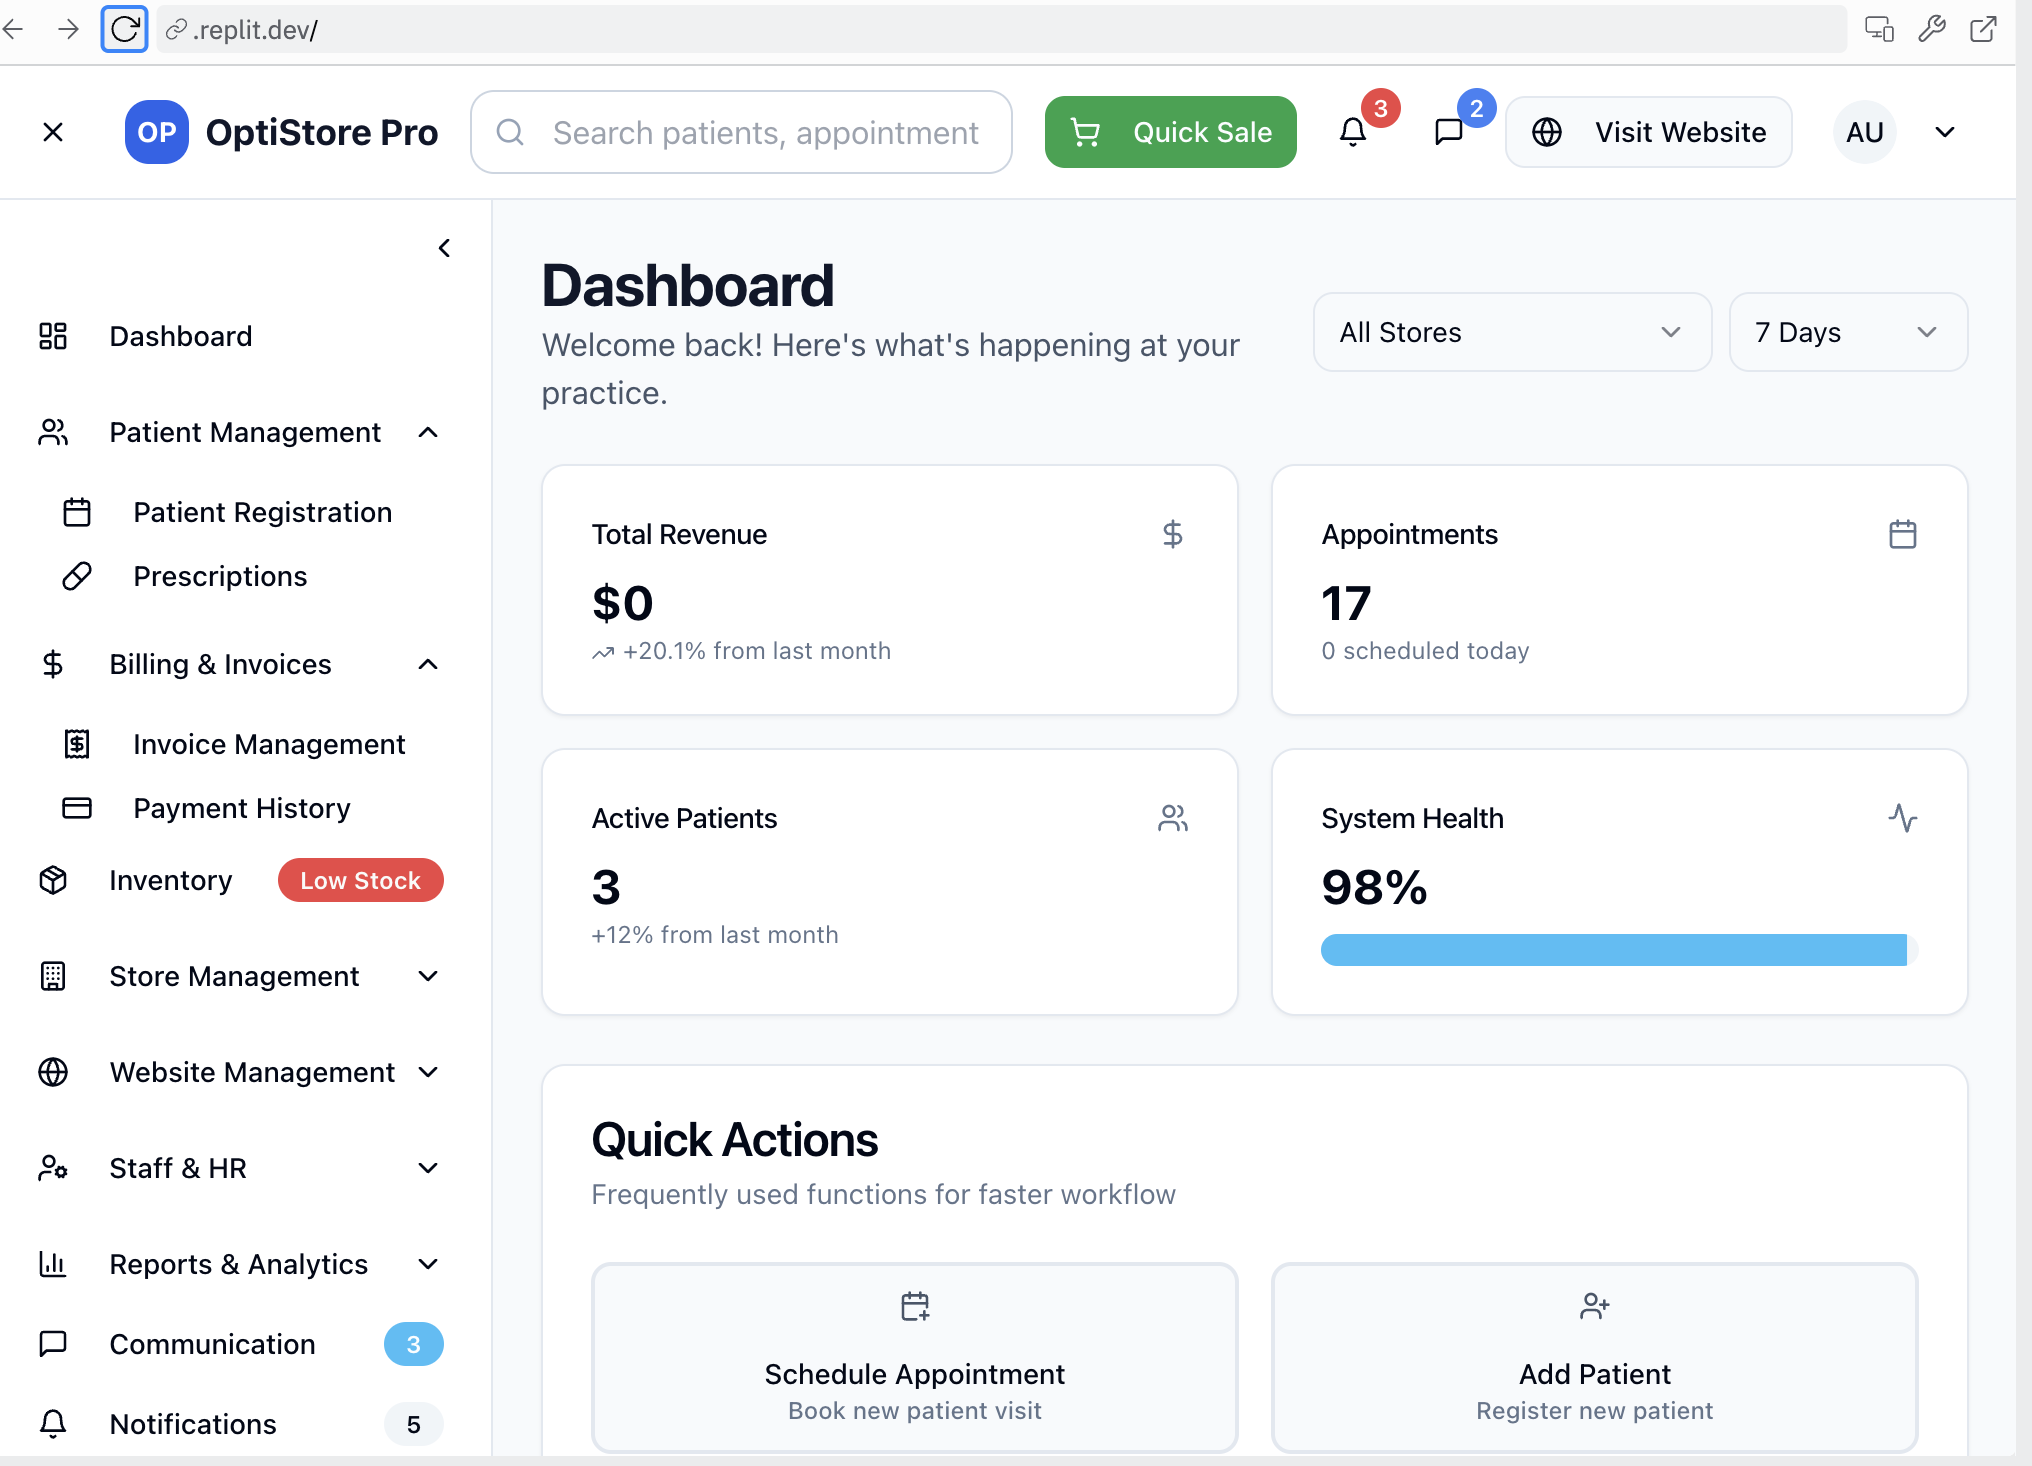 .replit.dev/
OP
OptiStore Pro
Search patients, appointment
Quick Sale
3
2
Visit Website
AU
Dashboard
Patient Management
Patient Registration
Prescriptions
Billing & Invoices
Invoice Management
Payment History
Inventory
Low Stock
Store Management
Website Management
Staff & HR
Reports & Analytics
Communication
3
Notifications
5
Dashboard
Welcome back! Here's what's happening at your
practice.
All Stores
7 Days
Total Revenue
$0
+20.1% from last month
Appointments
17
0 scheduled today
Active Patients
3
+12% from last month
System Health
98%
Quick Actions
Frequently used functions for faster workflow
Schedule Appointment
Book new patient visit
Add Patient
Register new patient